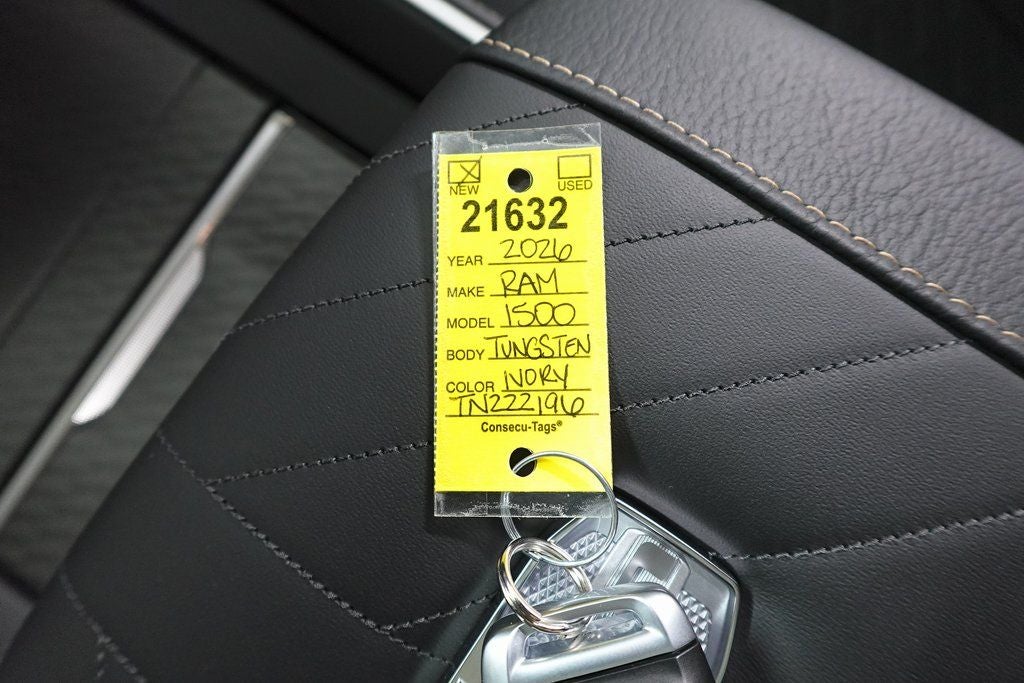 NEW USED
21632
YEAR 2026
MAKE RAM
MODEL 1500
BODY TUNGSTEN
COLOR IVORY
TN222196
Consecu-Tags®